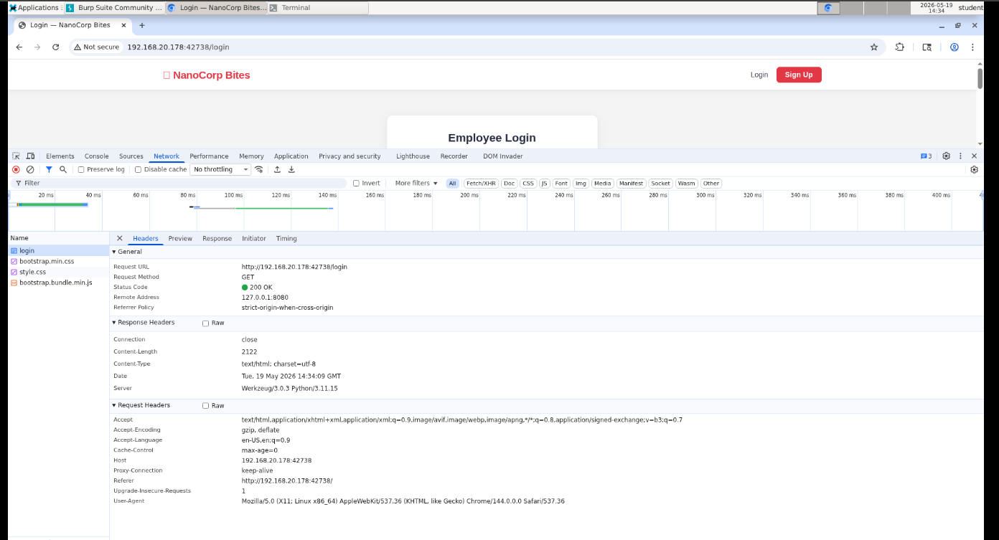 Applications
Burp Suite Community ...
Login — NanoCorp Bites...
Terminal
2026-05-19
14:34
student
Login — NanoCorp Bites
Not secure
192.168.20.178:42738/login
NanoCorp Bites
Login
Sign Up
Employee Login
Elements Console Sources Network Performance Memory Application Privacy and security Lighthouse Recorder DOM Invader
3
Preserve log Disable cache No throttling
Filter Invert More filters All Fetch/XHR Doc CSS JS Font Img Media Manifest Socket Wasm Other
20 ms 40 ms 60 ms 80 ms 100 ms 120 ms 140 ms 160 ms 180 ms 200 ms 220 ms 240 ms 260 ms 280 ms 300 ms 320 ms 340 ms 360 ms 380 ms 400 ms
Name
login
bootstrap.min.css
style.css
bootstrap.bundle.min.js
Headers Preview Response Initiator Timing
General
Request URL http://192.168.20.178:42738/login
Request Method GET
Status Code 200 OK
Remote Address 127.0.0.1:8080
Referrer Policy strict-origin-when-cross-origin
Response Headers Raw
Connection close
Content-Length 2122
Content-Type text/html; charset=utf-8
Date Tue, 19 May 2026 14:34:09 GMT
Server Werkzeug/3.0.3 Python/3.11.15
Request Headers Raw
Accept text/html,application/xhtml+xml,application/xml;q=0.9,image/avif,image/webp,image/apng,*/*;q=0.8,application/signed-exchange;v=b3;q=0.7
Accept-Encoding gzip, deflate
Accept-Language en-US,en;q=0.9
Cache-Control max-age=0
Host 192.168.20.178:42738
Proxy-Connection keep-alive
Referer http://192.168.20.178:42738/
Upgrade-Insecure-Requests 1
User-Agent Mozilla/5.0 (X11; Linux x86_64) AppleWebKit/537.36 (KHTML, like Gecko) Chrome/144.0.0.0 Safari/537.36